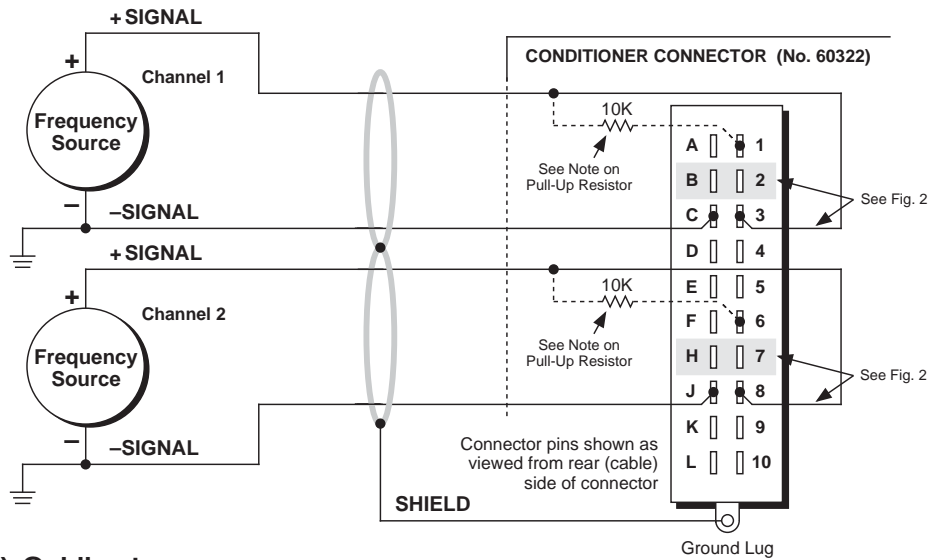 + SIGNAL
CONDITIONER CONNECTOR (No. 60322)
+
Channel 1
Frequency
Source
10K
See Note on
Pull-Up Resistor
–
–SIGNAL
A 1
B 2
C 3
D 4
E 5
F 6
H 7
J 8
K 9
L 10
See Fig. 2
+ SIGNAL
+
Channel 2
Frequency
Source
10K
See Note on
Pull-Up Resistor
See Fig. 2
–
–SIGNAL
Connector pins shown as
viewed from rear (cable)
side of connector
SHIELD
Ground Lug